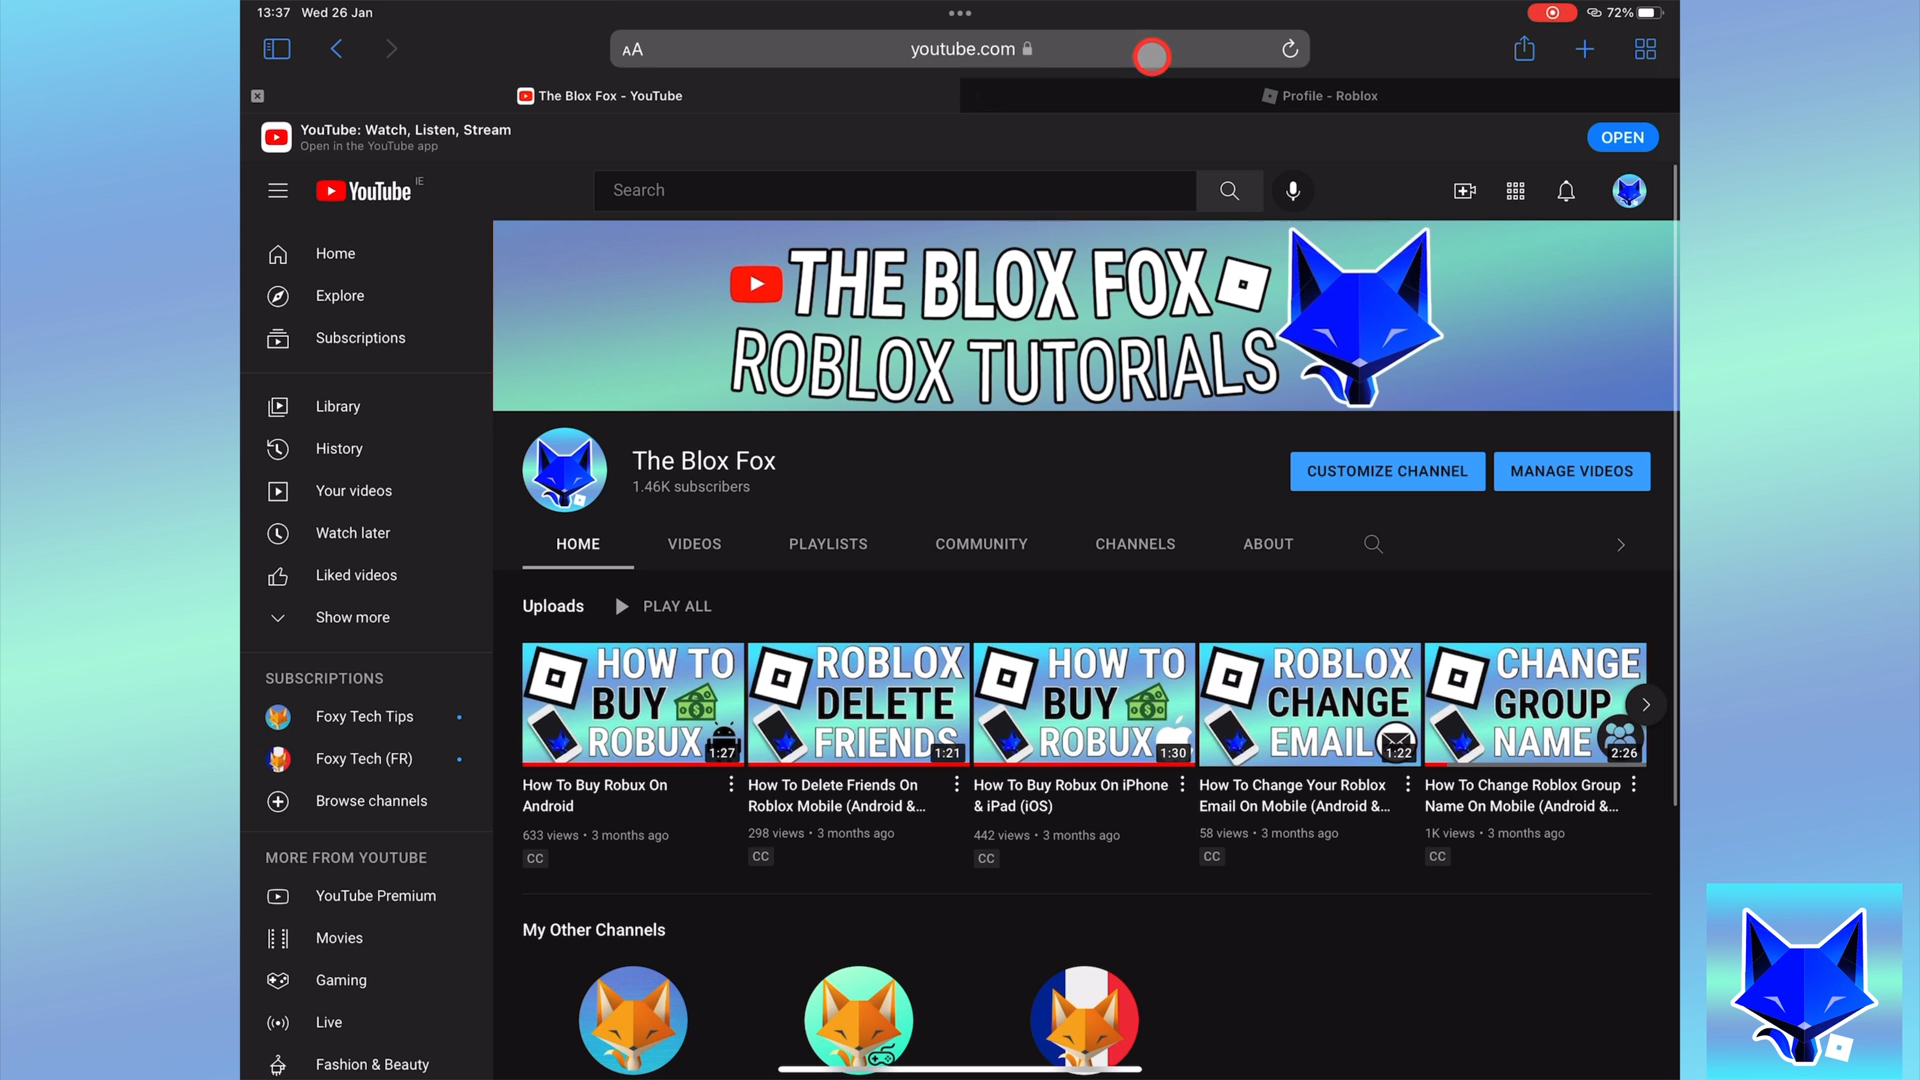 13:37 Wed 26 Jan
72%
AA
youtube.com
The Blox Fox - YouTube
Profile - Roblox
YouTube: Watch, Listen, Stream
Open in the YouTube app
OPEN
YouTube IE
Search
Home
Explore
Subscriptions
Library
History
Your videos
Watch later
Liked videos
Show more
SUBSCRIPTIONS
Foxy Tech Tips
Foxy Tech (FR)
Browse channels
MORE FROM YOUTUBE
YouTube Premium
Movies
Gaming
Live
Fashion & Beauty
THE BLOX FOX
ROBLOX TUTORIALS
The Blox Fox
1.46K subscribers
CUSTOMIZE CHANNEL
MANAGE VIDEOS
HOME VIDEOS PLAYLISTS COMMUNITY CHANNELS ABOUT
Uploads PLAY ALL
HOW TO
BUY
ROBUX
1:27
How To Buy Robux On
Android
633 views • 3 months ago
CC
ROBLOX
DELETE
FRIENDS
1:21
How To Delete Friends On
Roblox Mobile (Android &...
298 views • 3 months ago
CC
HOW TO
BUY
ROBUX
1:30
How To Buy Robux On iPhone
& iPad (iOS)
442 views • 3 months ago
CC
ROBLOX
CHANGE
EMAIL
1:22
How To Change Your Roblox
Email On Mobile (Android &...
58 views • 3 months ago
CC
CHANGE
GROUP
NAME
2:26
How To Change Roblox Group
Name On Mobile (Android &...
1K views • 3 months ago
CC
My Other Channels